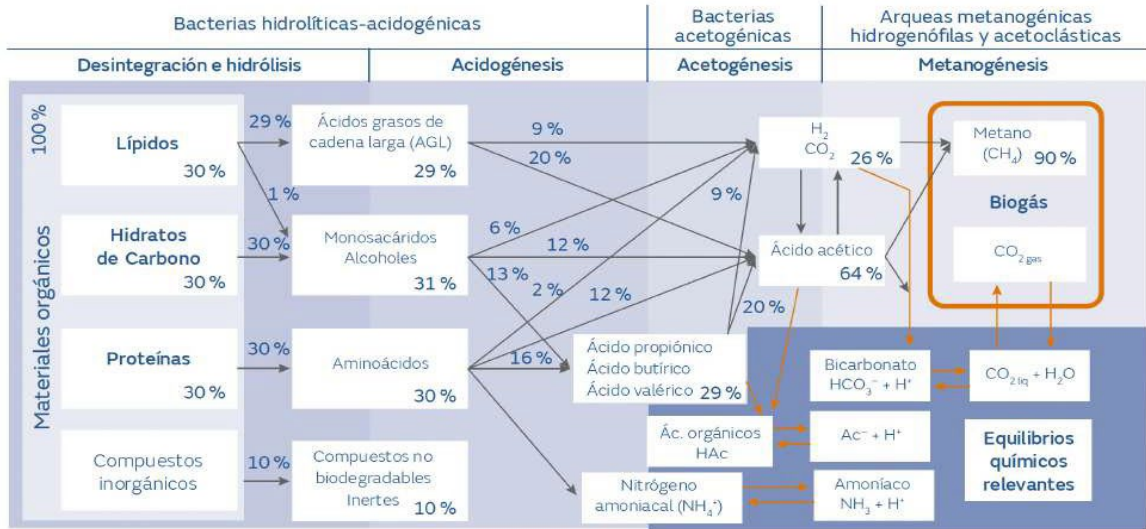 Bacterias hidrolíticas-acidogénicas
Bacterias
acetogénicas
Arqueas metanogénicas
hidrogenófilas y acetoclásticas
Desintegración e hidrólisis
Acidogénesis
Acetogénesis
Metanogénesis
Materiales orgánicos
100 %
Lípidos
30 %
Hidratos
de Carbono
30 %
Proteínas
30 %
Compuestos
inorgánicos
29 %
1 %
30 %
30 %
10 %
Ácidos grasos de
cadena larga (AGL)
29 %
Monosacáridos
Alcoholes
31 %
Aminoácidos
30 %
Compuestos no
biodegradables
Inertes
10 %
9 %
20 %
6 %
12 %
13 %
2 %
12 %
16 %
9 %
20 %
Ácido propiónico
Ácido butírico
Ácido valérico
29 %
Nitrógeno
amoniacal (NH₄⁺)
H₂
CO₂
26 %
Ácido acético
64 %
Ác. orgánicos
HAc
Metano
(CH₄)
90 %
Biogás
CO₂ gas
Bicarbonato
HCO₃⁻ + H⁺
CO₂ liq + H₂O
Ac⁻ + H⁺
Amoníaco
NH₃ + H⁺
Equilibrios
químicos
relevantes